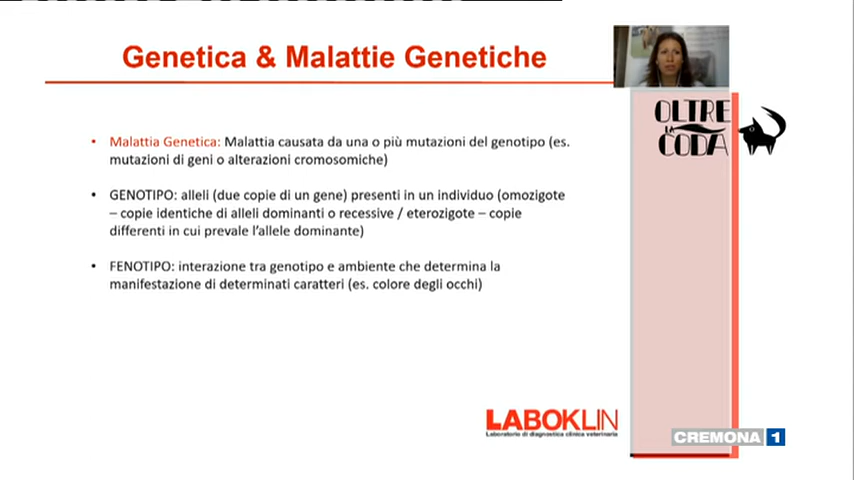 Genetica & Malattie Genetiche
OLTRE
LA
CODA
• Malattia Genetica: Malattia causata da una o più mutazioni del genotipo (es.
mutazioni di geni o alterazioni cromosomiche)
• GENOTIPO: alleli (due copie di un gene) presenti in un individuo (omozigote
– copie identiche di alleli dominanti o recessive / eterozigote – copie
differenti in cui prevale l'allele dominante)
• FENOTIPO: interazione tra genotipo e ambiente che determina la
manifestazione di determinati caratteri (es. colore degli occhi)
LABOKLIN
Laboratorio di diagnostica clinica veterinaria
CREMONA 1